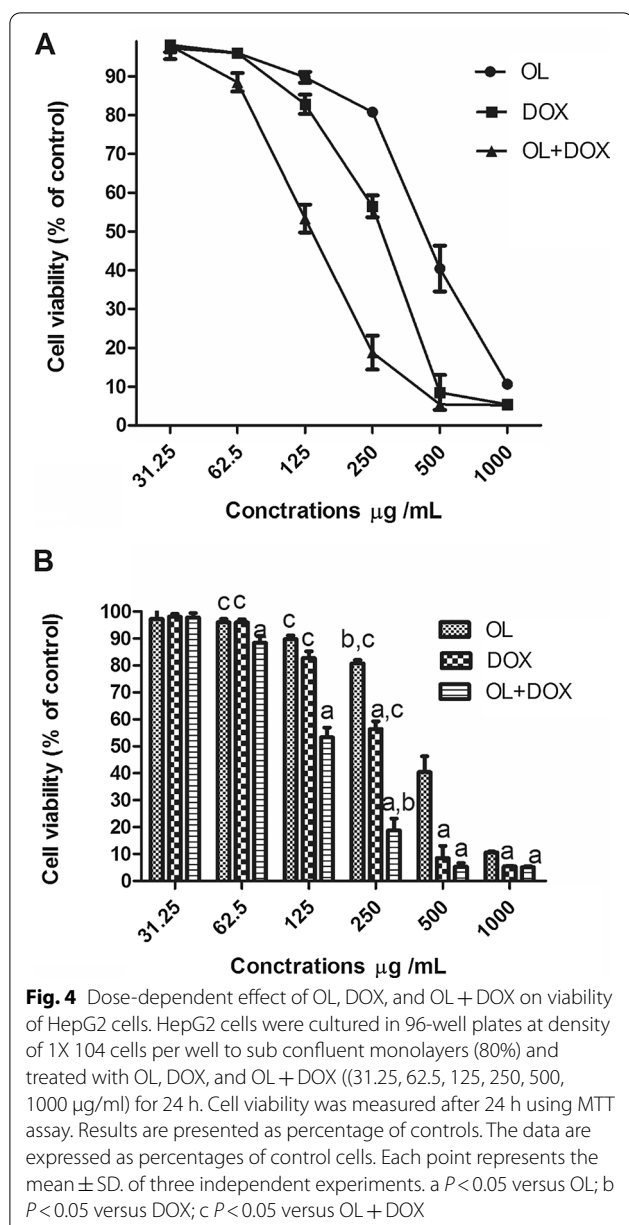 A
Cell viability (% of control)
90
80
70
60
50
40
30
20
10
0
OL
DOX
OL+DOX
31.25 62.5 125 250 500 1000
Conctrations µg /mL
B
Cell viability (% of control)
100
90
80
70
60
50
40
30
20
10
0
c c a
c c a
b,c a,c a,b
a a
a a
OL
DOX
OL+DOX
31.25 62.5 125 250 500 1000
Conctrations µg /mL
Fig. 4 Dose-dependent effect of OL, DOX, and OL + DOX on viability
of HepG2 cells. HepG2 cells were cultured in 96-well plates at density
of 1X 104 cells per well to sub confluent monolayers (80%) and
treated with OL, DOX, and OL + DOX ((31.25, 62.5, 125, 250, 500,
1000 µg/ml) for 24 h. Cell viability was measured after 24 h using MTT
assay. Results are presented as percentage of controls. The data are
expressed as percentages of control cells. Each point represents the
mean ± SD. of three independent experiments. a P < 0.05 versus OL; b
P < 0.05 versus DOX; c P < 0.05 versus OL + DOX